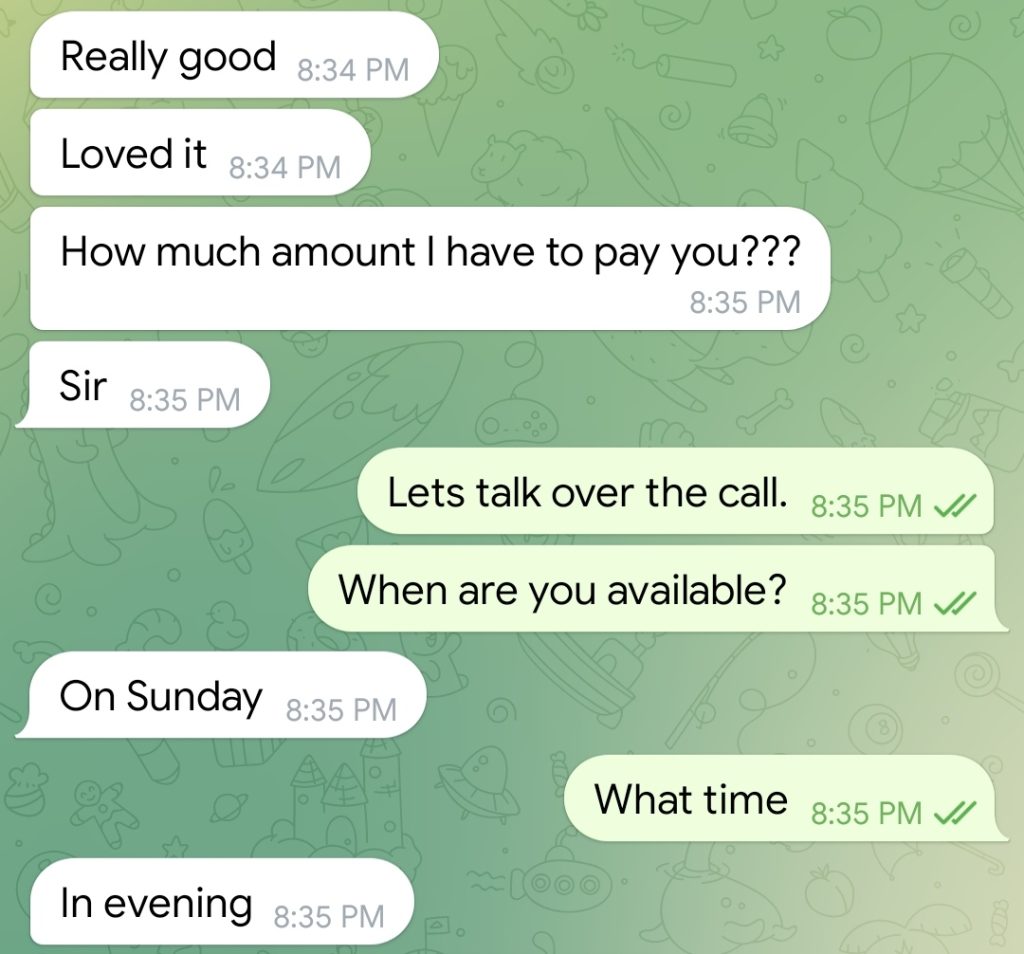 Really good 8:34 PM
Loved it 8:34 PM
How much amount I have to pay you???
8:35 PM
Sir 8:35 PM
Lets talk over the call. 8:35 PM
When are you available? 8:35 PM
On Sunday 8:35 PM
What time 8:35 PM
In evening 8:35 PM